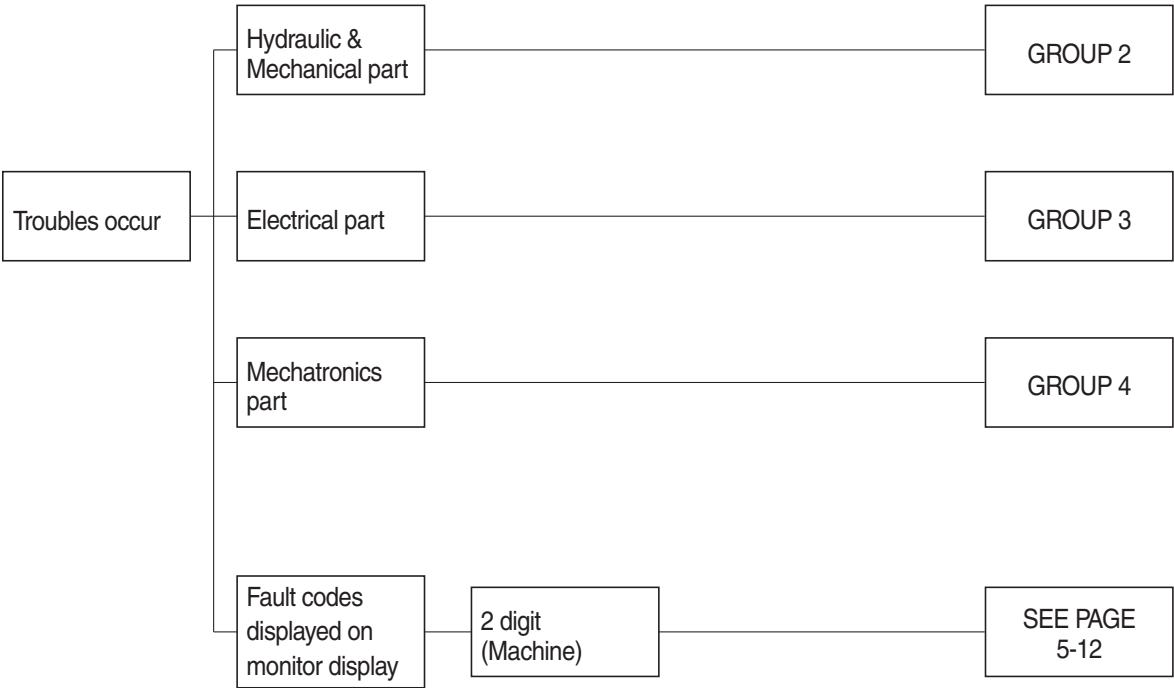 Hydraulic &
Mechanical part
GROUP 2
Troubles occur
Electrical part
GROUP 3
Mechatronics
part
GROUP 4
Fault codes
displayed on
monitor display
2 digit
(Machine)
SEE PAGE
5-12